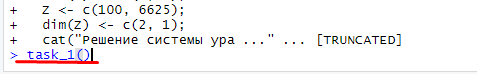 +   z <- c(100, 6625);
+   dim(z) <- c(2, 1);
+   cat("Решение системы ура ..." ... [TRUNCATED]
> task_1()